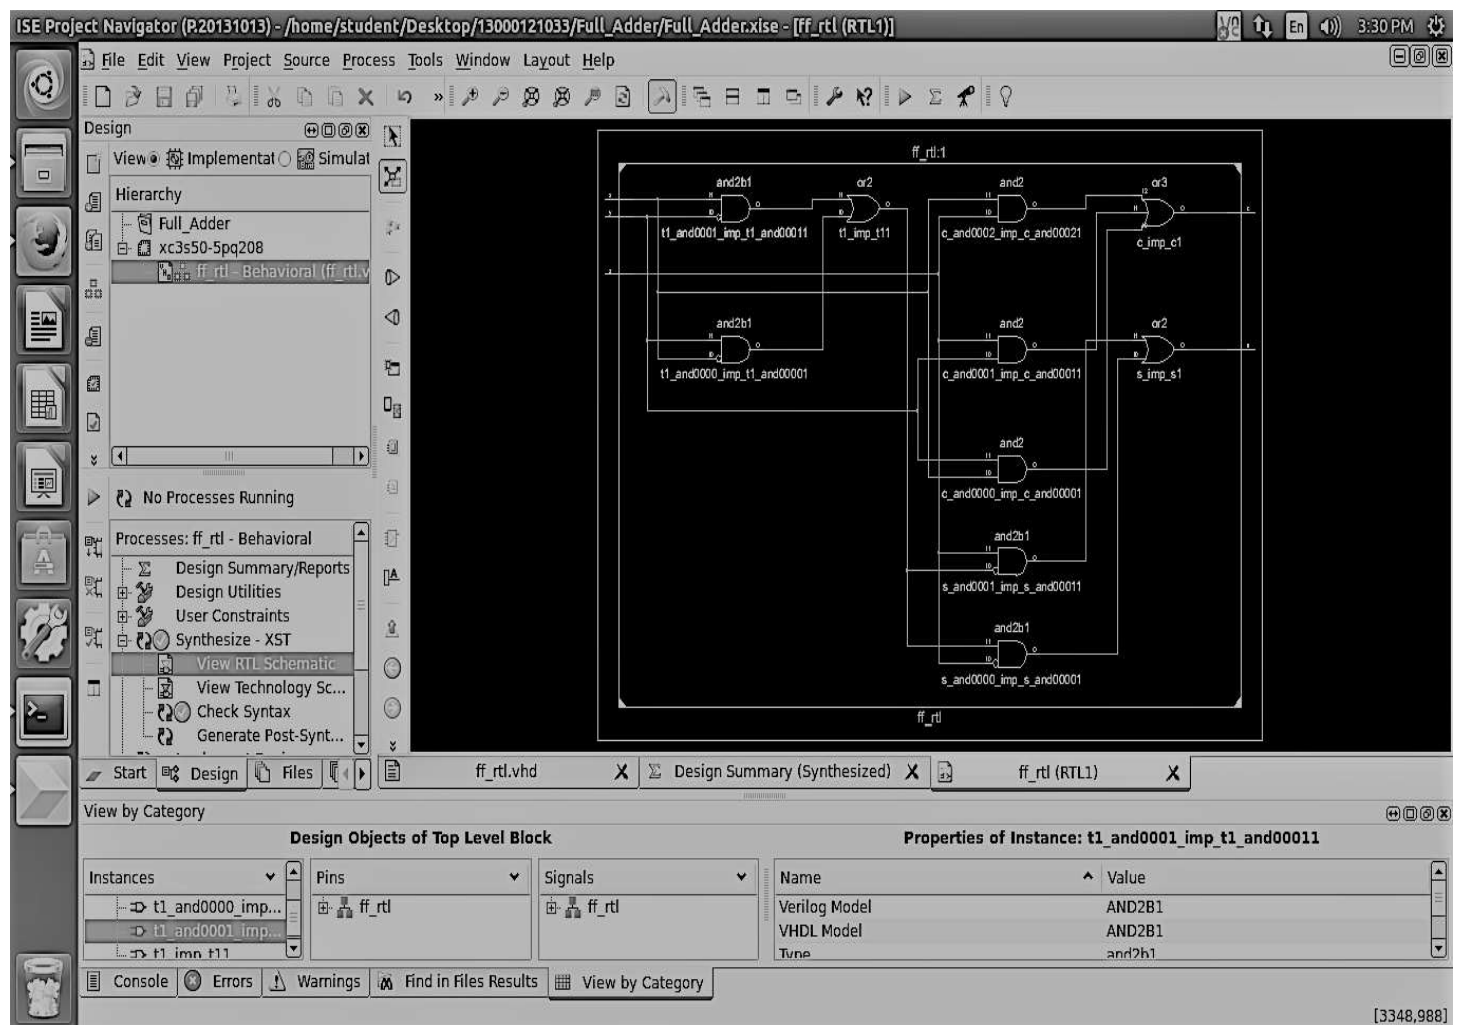 ISE Project Navigator (P.20131013) - /home/student/Desktop/13000121033/Full_Adder/Full_Adder.xise - [ff_rtl (RTL1)]
En
3:30 PM
File Edit View Project Source Process Tools Window Layout Help
Design
View Implementat Simulat
Hierarchy
Full_Adder
xc3s50-5pq208
ff_rtl - Behavioral (ff_rtl.v
No Processes Running
Processes: ff_rtl - Behavioral
Design Summary/Reports
Design Utilities
User Constraints
Synthesize - XST
View RTL Schematic
View Technology Sc...
Check Syntax
Generate Post-Synt...
Start Design Files
ff_rtl:1
and2b1 or2 and2 or3
t1_and0001_imp_t1_and00011 t1_imp_t11 c_and0002_imp_c_and00021
c_imp_c1
and2b1 and2 or2
t1_and0000_imp_t1_and00001 c_and0001_imp_c_and00011 s_imp_s1
and2
c_and0000_imp_c_and00001
and2b1
s_and0001_imp_s_and00011
and2b1
s_and0000_imp_s_and00001
ff_rtl
ff_rtl.vhd
Design Summary (Synthesized)
ff_rtl (RTL1)
View by Category
Design Objects of Top Level Block
Properties of Instance: t1_and0001_imp_t1_and00011
Instances Pins Signals Name Value
t1_and0000_imp... ff_rtl ff_rtl Verilog Model AND2B1
t1_and0001_imp... VHDL Model AND2B1
t1_imp_t11 Type and2b1
Console Errors Warnings Find in Files Results View by Category
[3348,988]